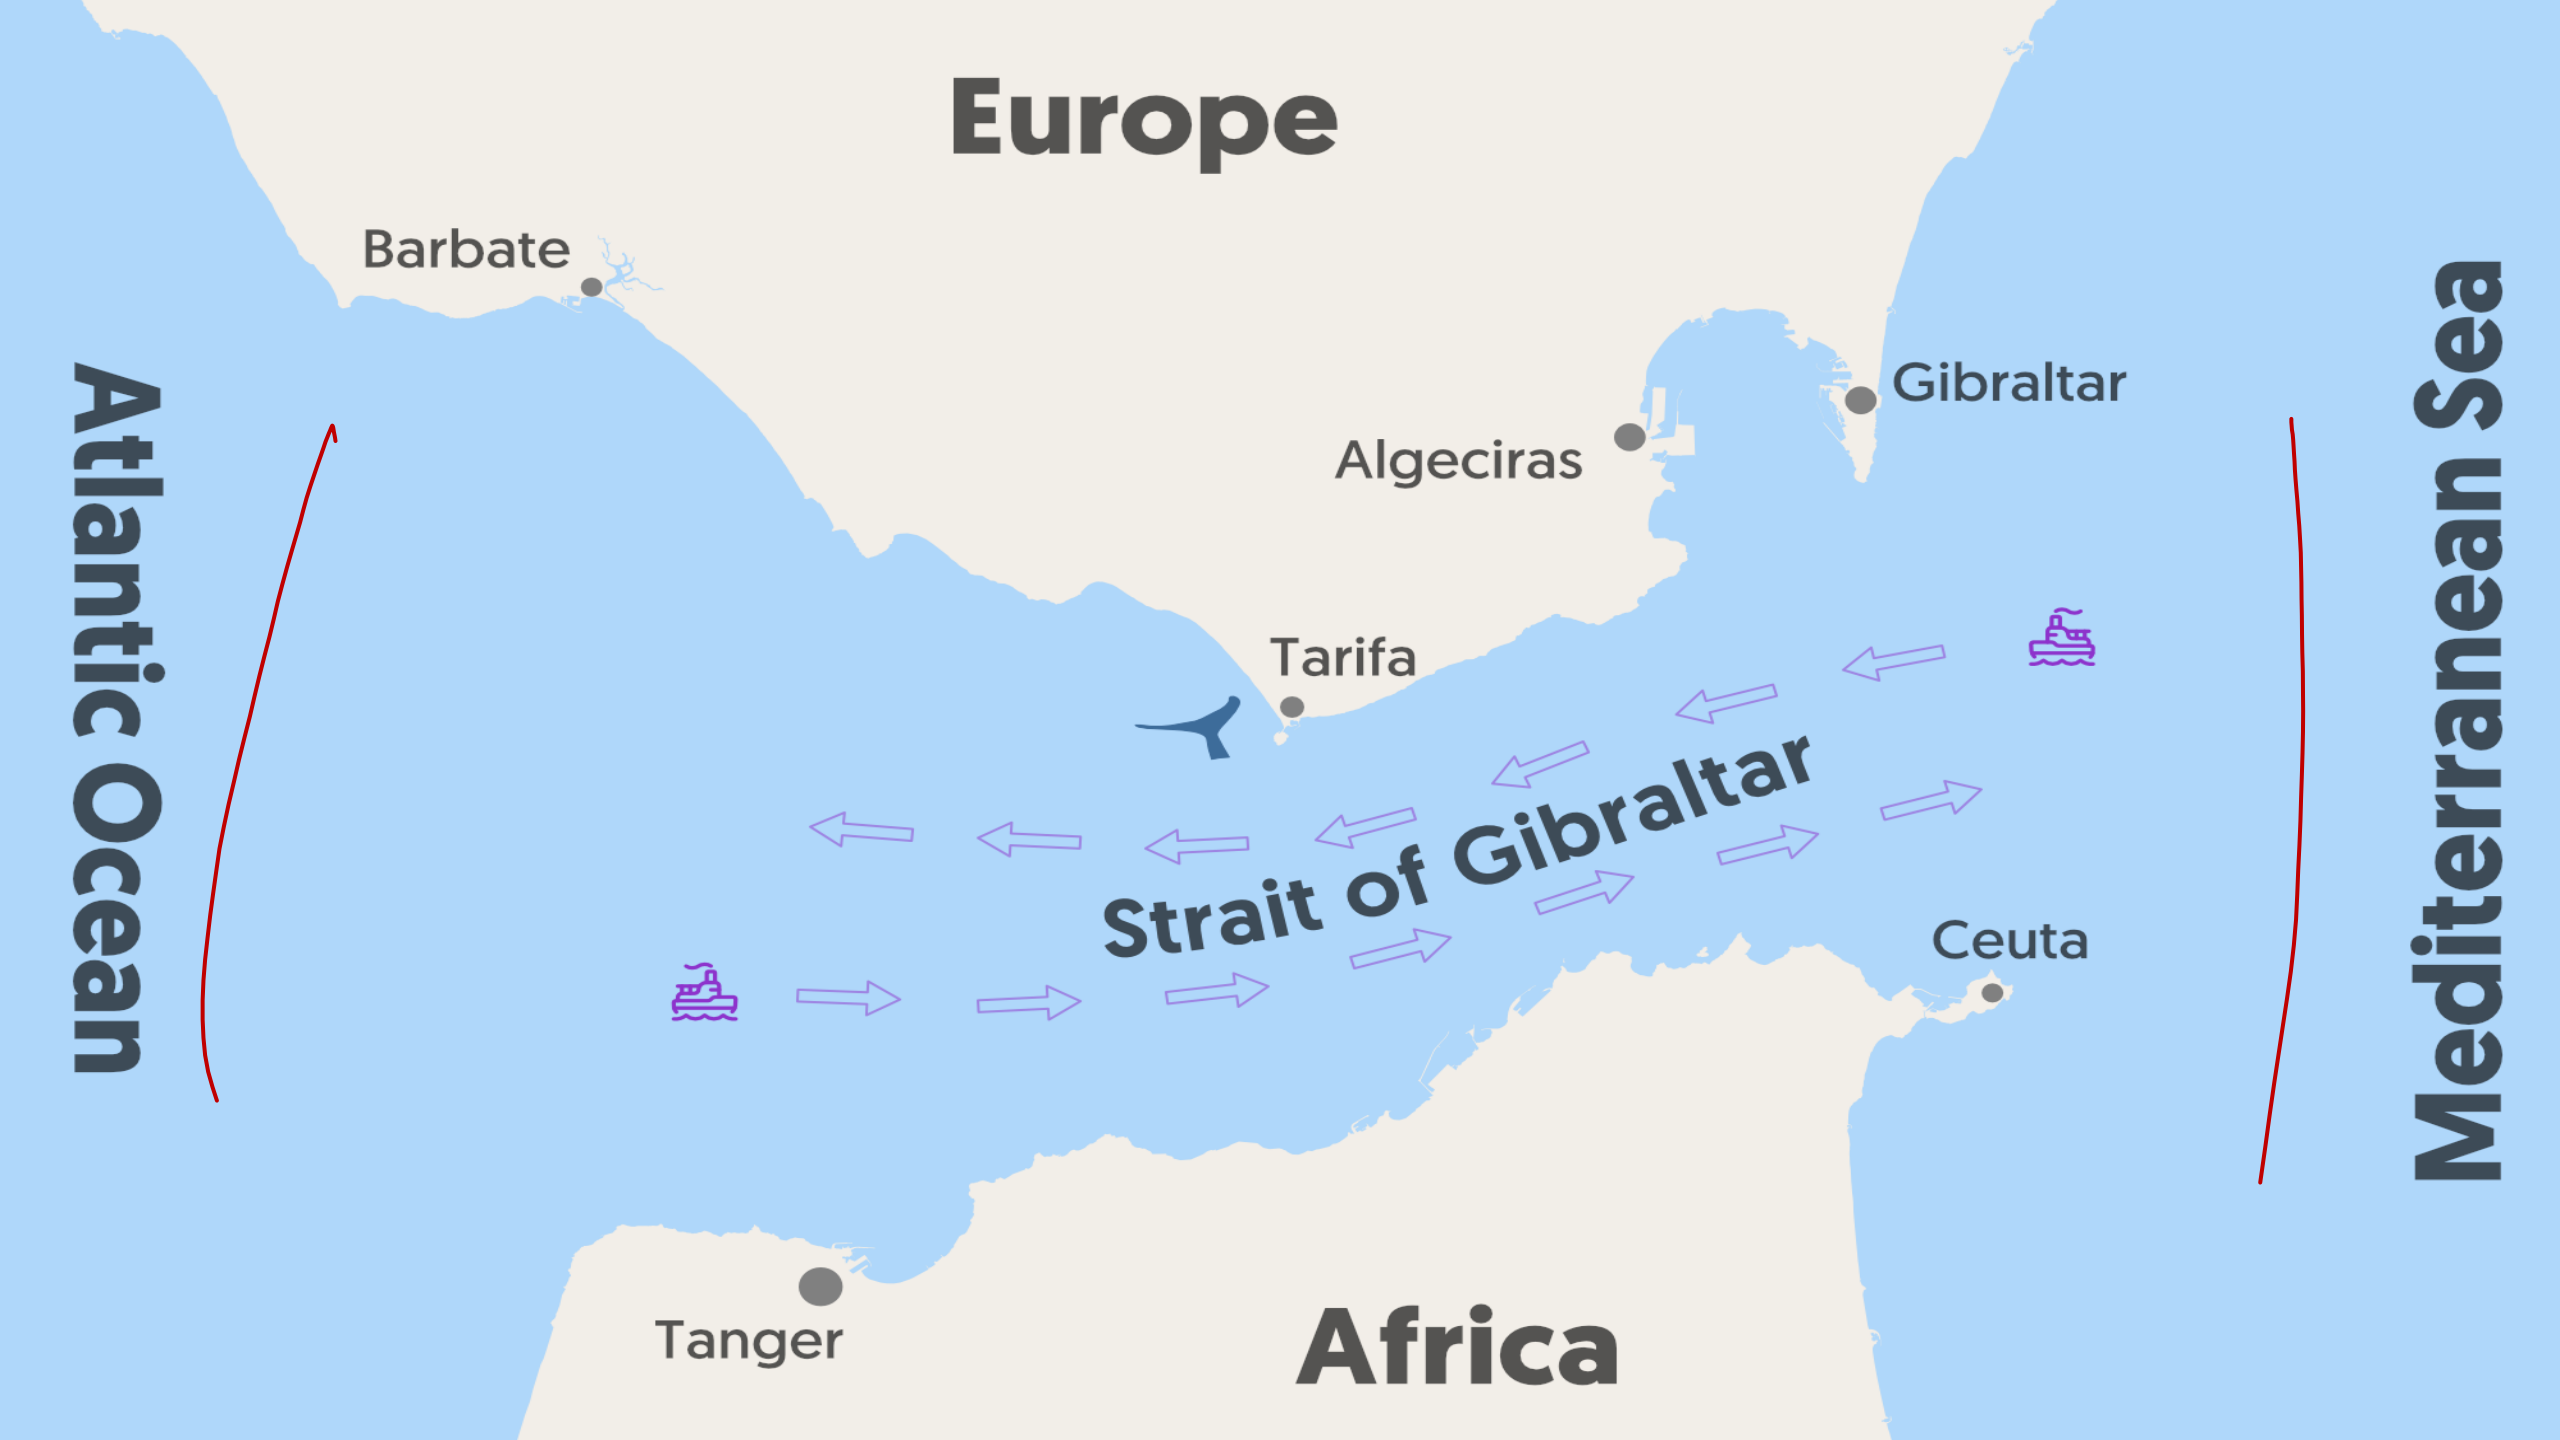 Europe
Barbate
Atlantic Ocean
Mediterranean Sea
Gibraltar
Algeciras
Tarifa
Strait of Gibraltar
Ceuta
Tanger
Africa